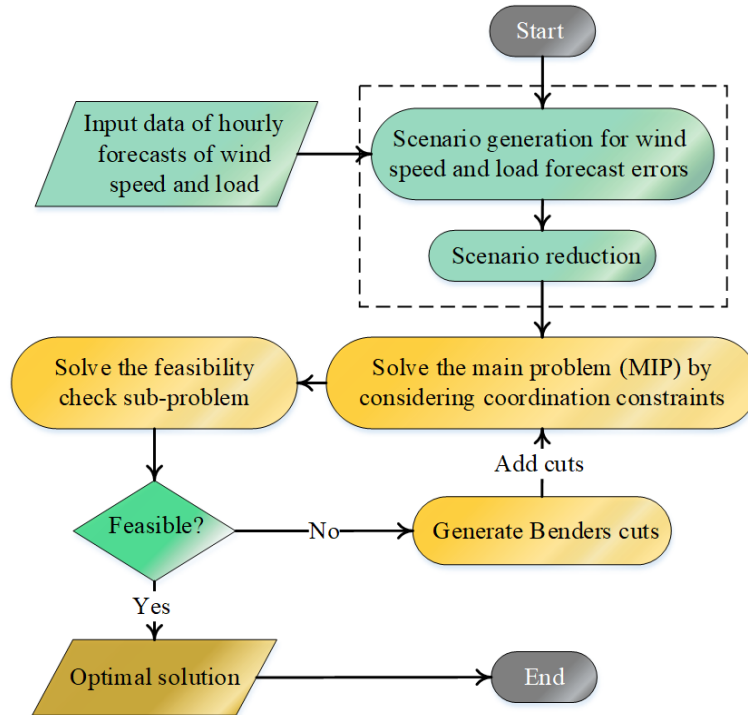 Start
Input data of hourly
forecasts of wind
speed and load
Scenario generation for wind
speed and load forecast errors
Scenario reduction
Solve the feasibility
check sub-problem
Solve the main problem (MIP) by
considering coordination constraints
Add cuts
Feasible?
No
Generate Benders cuts
Yes
Optimal solution
End